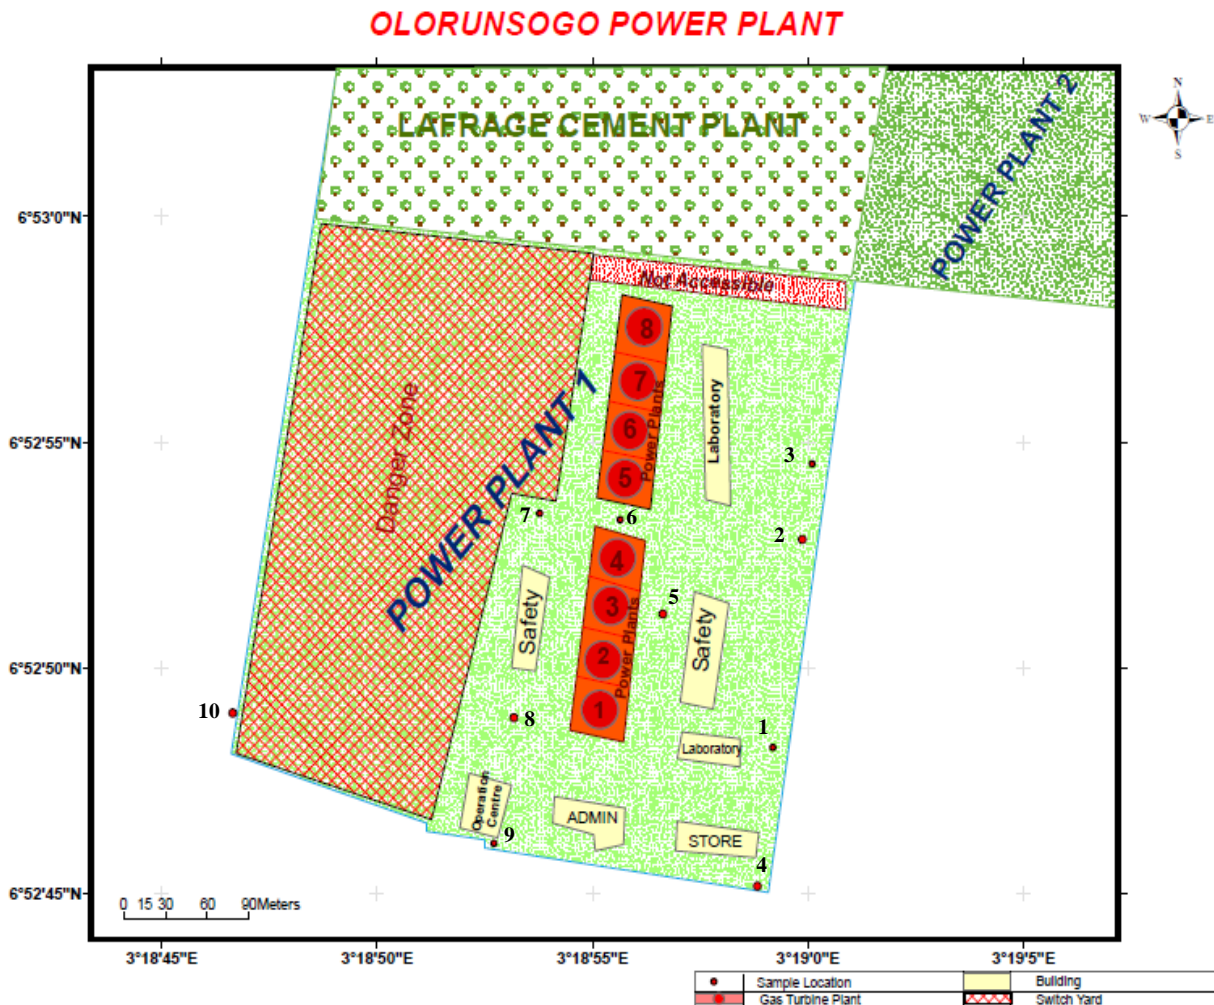 OLORUNSOGO POWER PLANT
N
W E
S
LAFRAGE CEMENT PLANT
POWER PLANT 2
6°53'0"N
Not Accessible
8
7
6
5
Power Plants
Laboratory
Danger Zone
POWER PLANT 1
6°52'55"N
3
7
6
2
4
3
2
1
Power Plants
5
Safety
Safety
6°52'50"N
10
8
1
Laboratory
Operation
Centre
ADMIN
STORE
9
4
6°52'45"N
0 15 30 60 90Meters
3°18'45"E 3°18'50"E 3°18'55"E 3°19'0"E 3°19'5"E
Sample Location Building
Gas Turbine Plant Switch Yard